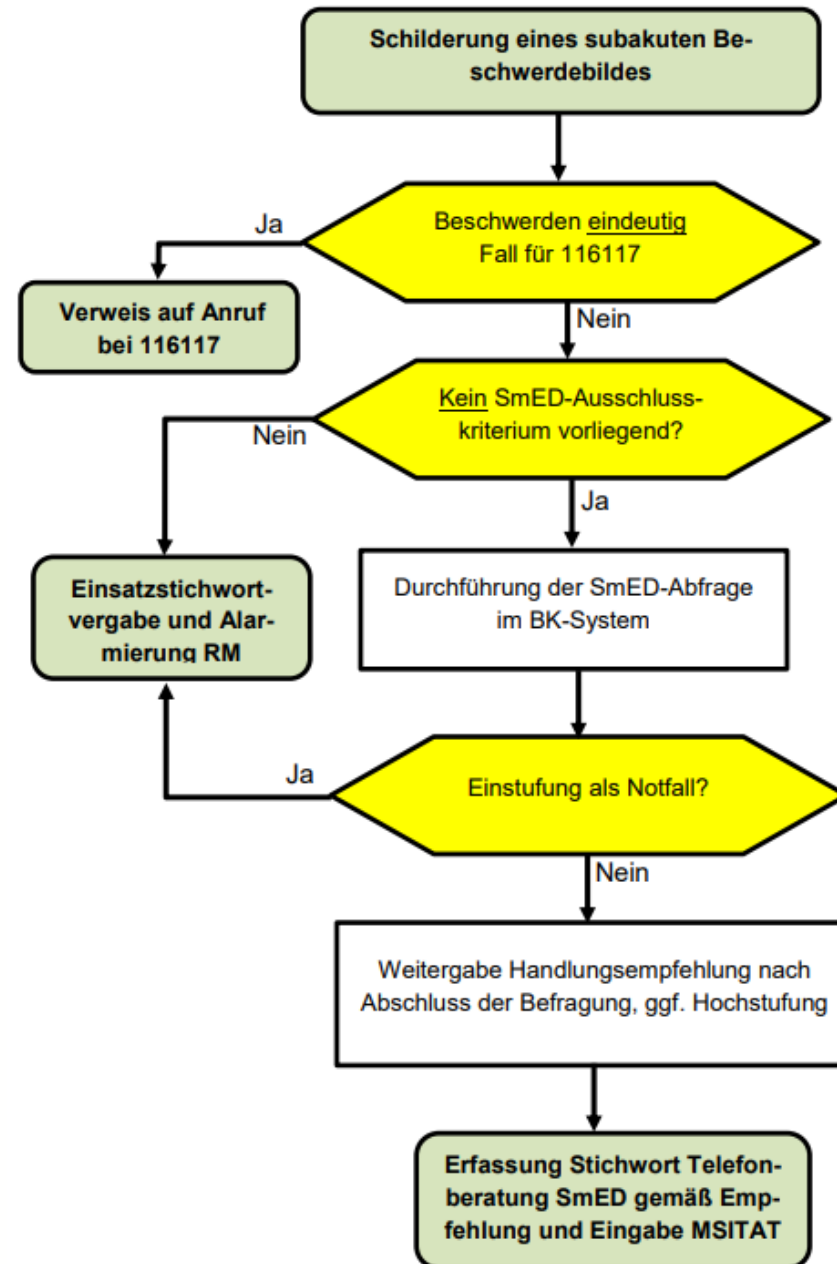 Schilderung eines subakuten Be-
schwerdebildes
Ja
Beschwerden eindeutig
Fall für 116117
Verweis auf Anruf
bei 116117
Nein
Kein SmED-Ausschluss-
kriterium vorliegend?
Nein
Ja
Einsatzstichwort-
vergabe und Alar-
mierung RM
Durchführung der SmED-Abfrage
im BK-System
Ja
Einstufung als Notfall?
Nein
Weitergabe Handlungsempfehlung nach
Abschluss der Befragung, ggf. Hochstufung
Erfassung Stichwort Telefon-
beratung SmED gemäß Emp-
fehlung und Eingabe MSITAT